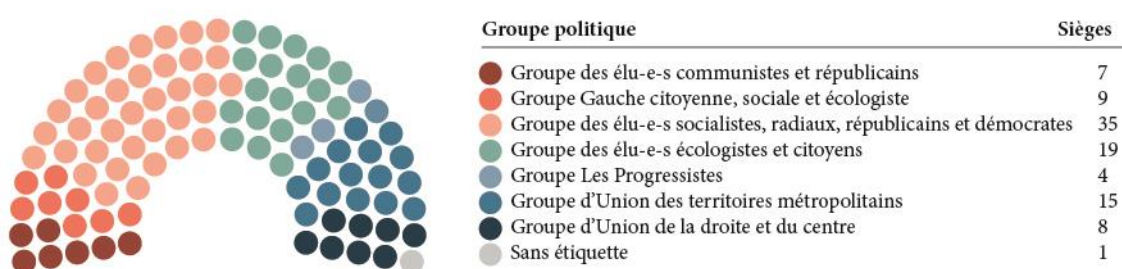 Groupe politique Sièges
Groupe des élu-e-s communistes et républicains 7
Groupe Gauche citoyenne, sociale et écologiste 9
Groupe des élu-e-s socialistes, radiaux, républicains et démocrates 35
Groupe des élu-e-s écologistes et citoyens 19
Groupe Les Progressistes 4
Groupe d'Union des territoires métropolitains 15
Groupe d'Union de la droite et du centre 8
Sans étiquette 1